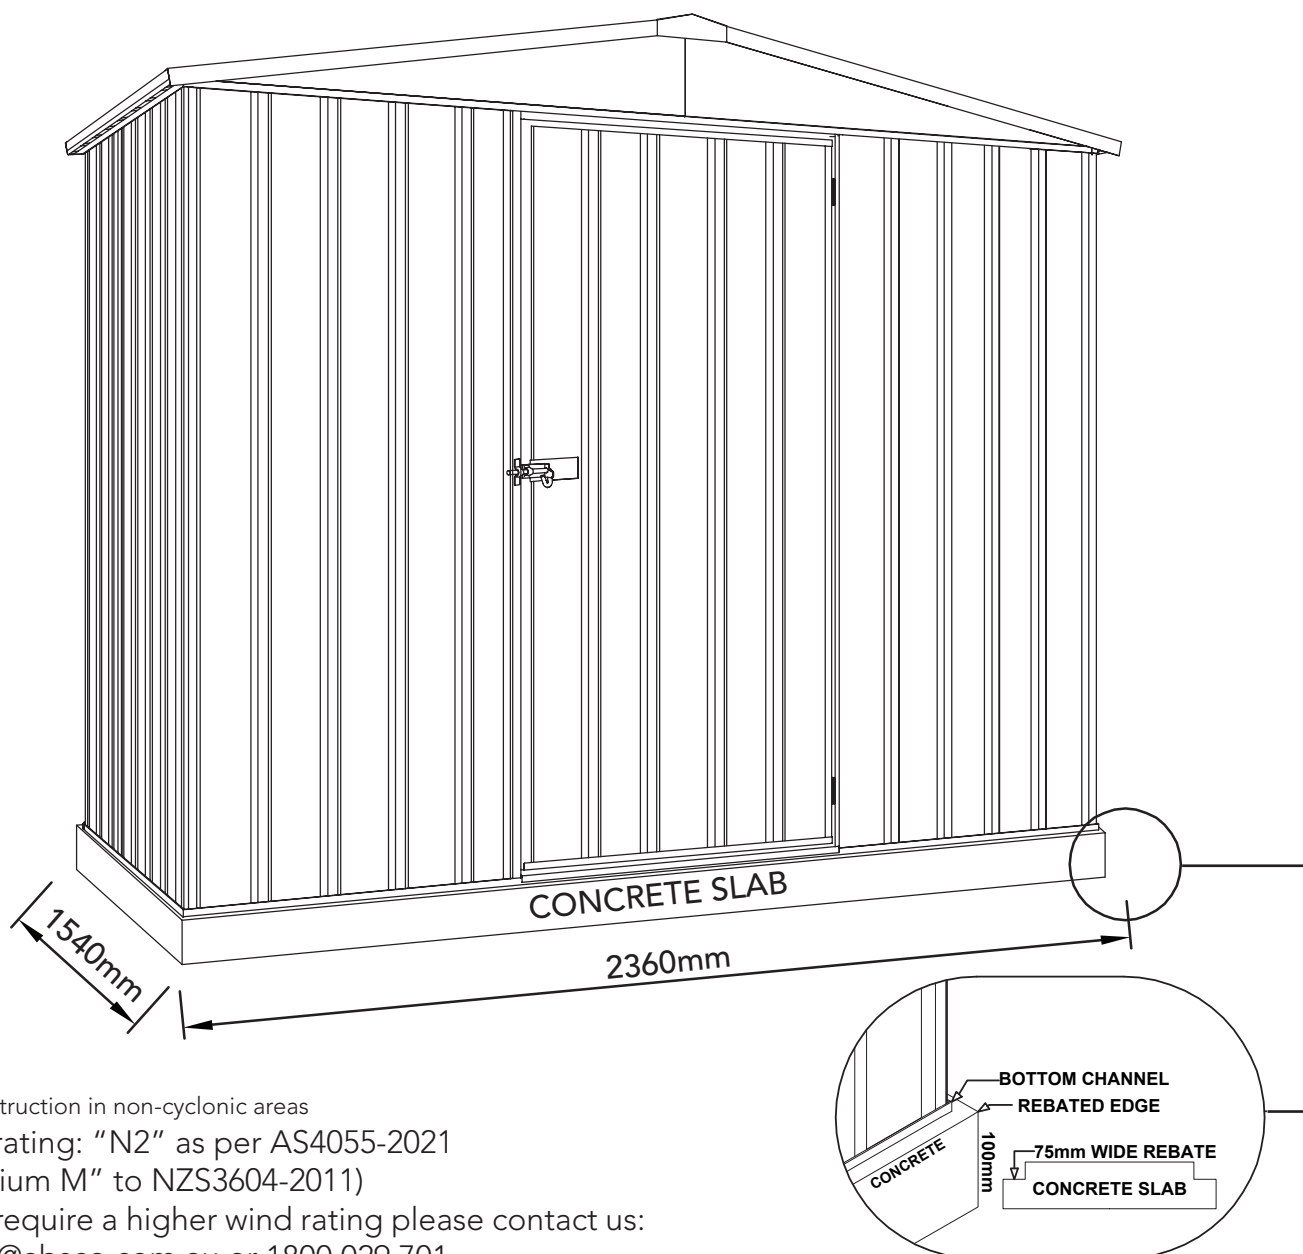 CONCRETE SLAB
1540mm
2360mm
BOTTOM CHANNEL
REBATED EDGE
CONCRETE
100mm
75mm WIDE REBATE
CONCRETE SLAB
truction in non-cyclonic areas
rating: “N2” as per AS4055-2021
ium M” to NZS3604-2011)
require a higher wind rating please contact us: